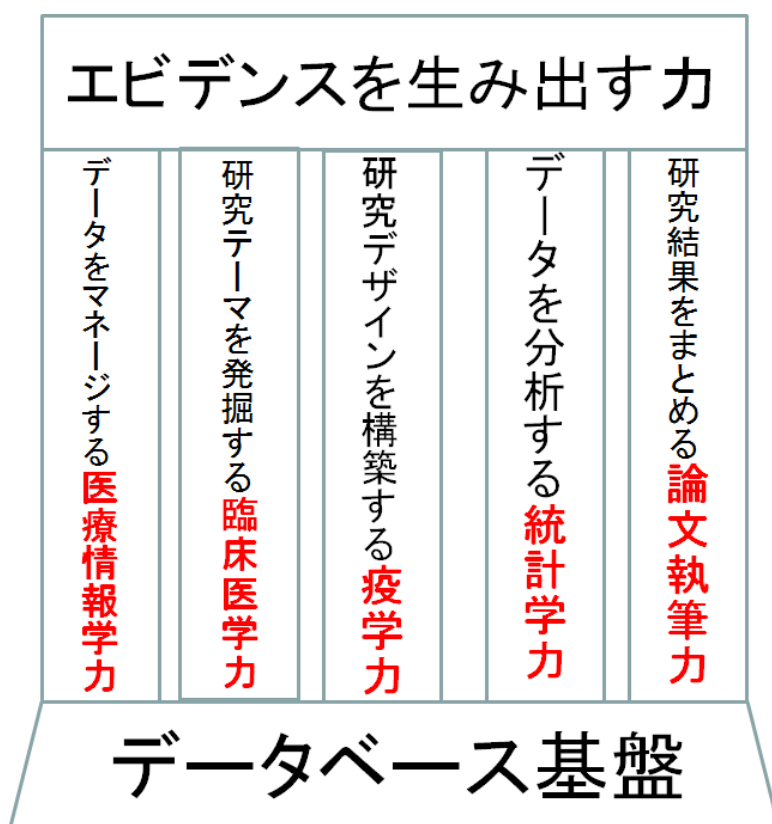 エビデンスを生み出す力
データをマネージする医療情報学力
研究テーマを発掘する臨床医学力
研究デザインを構築する疫学力
データを分析する統計学力
研究結果をまとめる論文執筆力
データベース基盤